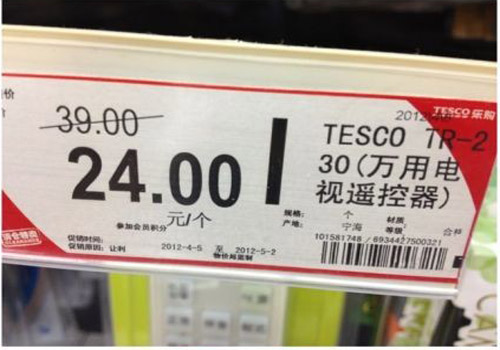 价
39.00
24.00
元/个
参加会员积分
促销时间:
促销原因: 让利 2012-4-5 至 2012-5-2
物价局监制
TESCO 乐购
TESCO TR-2
30(万用电
视遥控器)
规格: 个 材质:
产地: 宁海 等级: 合格
101581748 / 6934427500321
CLEARANCE